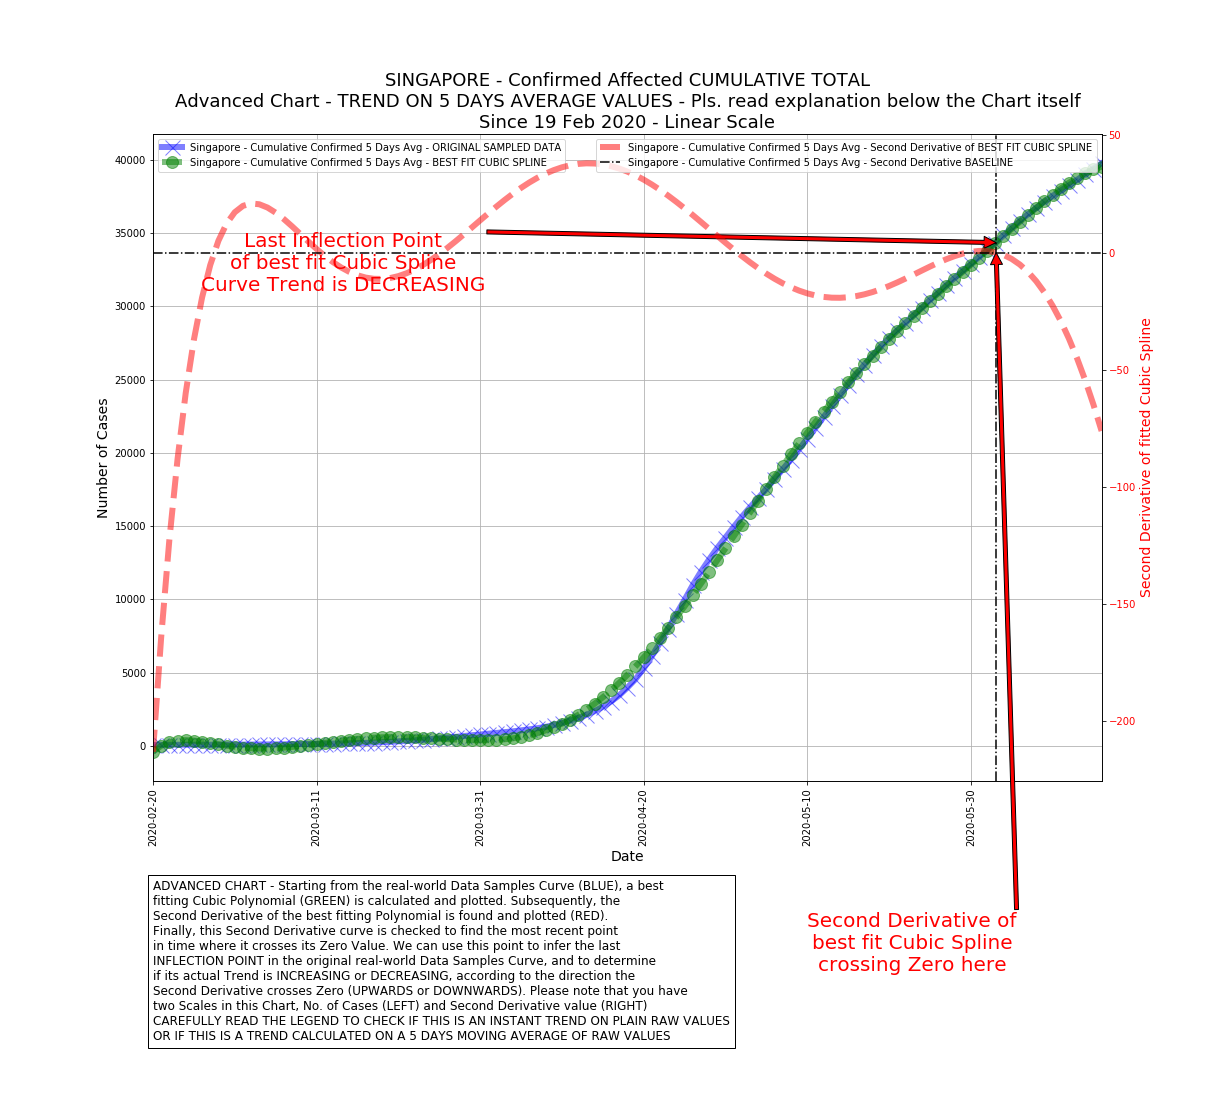 SINGAPORE - Confirmed Affected CUMULATIVE TOTAL
Advanced Chart - TREND ON 5 DAYS AVERAGE VALUES - Pls. read explanation below the Chart itself
Since 19 Feb 2020 - Linear Scale
Singapore - Cumulative Confirmed 5 Days Avg - ORIGINAL SAMPLED DATA
Singapore - Cumulative Confirmed 5 Days Avg - BEST FIT CUBIC SPLINE
Singapore - Cumulative Confirmed 5 Days Avg - Second Derivative of BEST FIT CUBIC SPLINE
Singapore - Cumulative Confirmed 5 Days Avg - Second Derivative BASELINE
Last Inflection Point
of best fit Cubic Spline
Curve Trend is DECREASING
Number of Cases
40000
35000
30000
25000
20000
15000
10000
5000
0
50
0
−50
−100
−150
−200
Second Derivative of fitted Cubic Spline
2020-02-20
2020-03-11
2020-03-31
2020-04-20
2020-05-10
2020-05-30
Date
ADVANCED CHART - Starting from the real-world Data Samples Curve (BLUE), a best
fitting Cubic Polynomial (GREEN) is calculated and plotted. Subsequently, the
Second Derivative of the best fitting Polynomial is found and plotted (RED).
Finally, this Second Derivative curve is checked to find the most recent point
in time where it crosses its Zero Value. We can use this point to infer the last
INFLECTION POINT in the original real-world Data Samples Curve, and to determine
if its actual Trend is INCREASING or DECREASING, according to the direction the
Second Derivative crosses Zero (UPWARDS or DOWNWARDS). Please note that you have
two Scales in this Chart, No. of Cases (LEFT) and Second Derivative value (RIGHT)
CAREFULLY READ THE LEGEND TO CHECK IF THIS IS AN INSTANT TREND ON PLAIN RAW VALUES
OR IF THIS IS A TREND CALCULATED ON A 5 DAYS MOVING AVERAGE OF RAW VALUES
Second Derivative of
best fit Cubic Spline
crossing Zero here